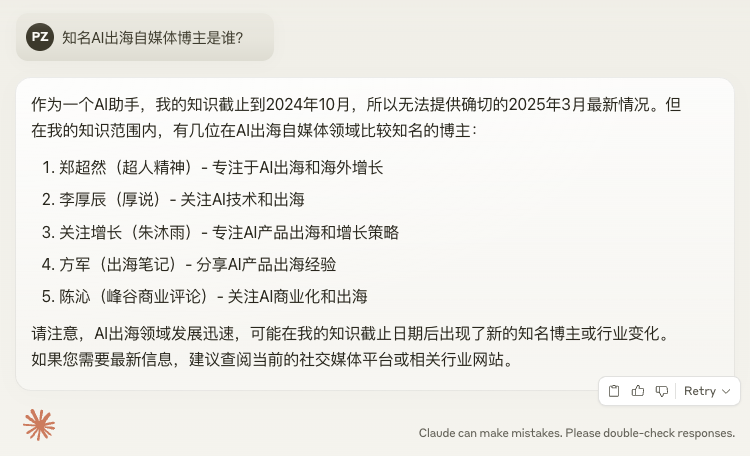 PZ 知名AI出海自媒体博主是谁?
作为一个AI助手，我的知识截止到2024年10月，所以无法提供确切的2025年3月最新情况。但
在我的知识范围内，有几位在AI出海自媒体领域比较知名的博主：
1. 郑超然（超人精神）- 专注于AI出海和海外增长
2. 李厚辰（厚说）- 关注AI技术和出海
3. 关注增长（朱沐雨）- 专注AI产品出海和增长策略
4. 方军（出海笔记）- 分享AI产品出海经验
5. 陈沁（峰谷商业评论）- 关注AI商业化和出海
请注意，AI出海领域发展迅速，可能在我的知识截止日期后出现了新的知名博主或行业变化。
如果您需要最新信息，建议查阅当前的社交媒体平台或相关行业网站。
Retry
Claude can make mistakes. Please double-check responses.